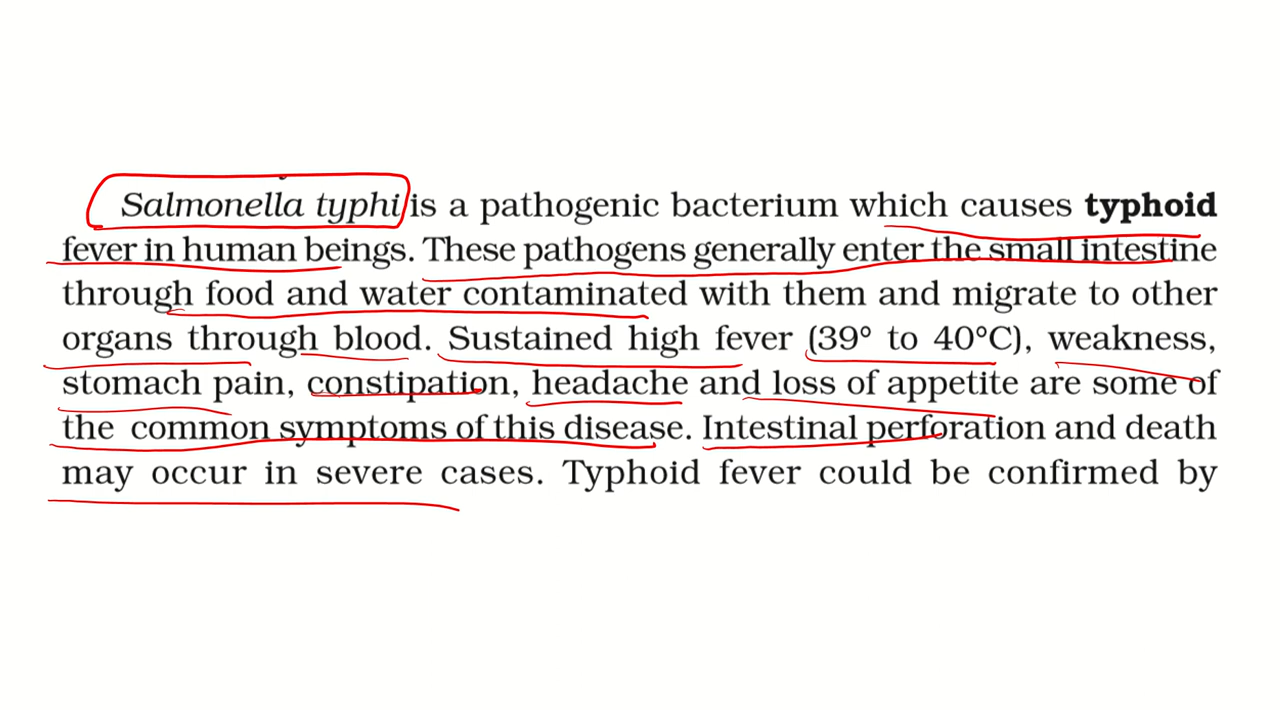 Salmonella typhi is a pathogenic bacterium which causes typhoid
fever in human beings. These pathogens generally enter the small intestine
through food and water contaminated with them and migrate to other
organs through blood. Sustained high fever (39° to 40°C), weakness,
stomach pain, constipation, headache and loss of appetite are some of
the common symptoms of this disease. Intestinal perforation and death
may occur in severe cases. Typhoid fever could be confirmed by